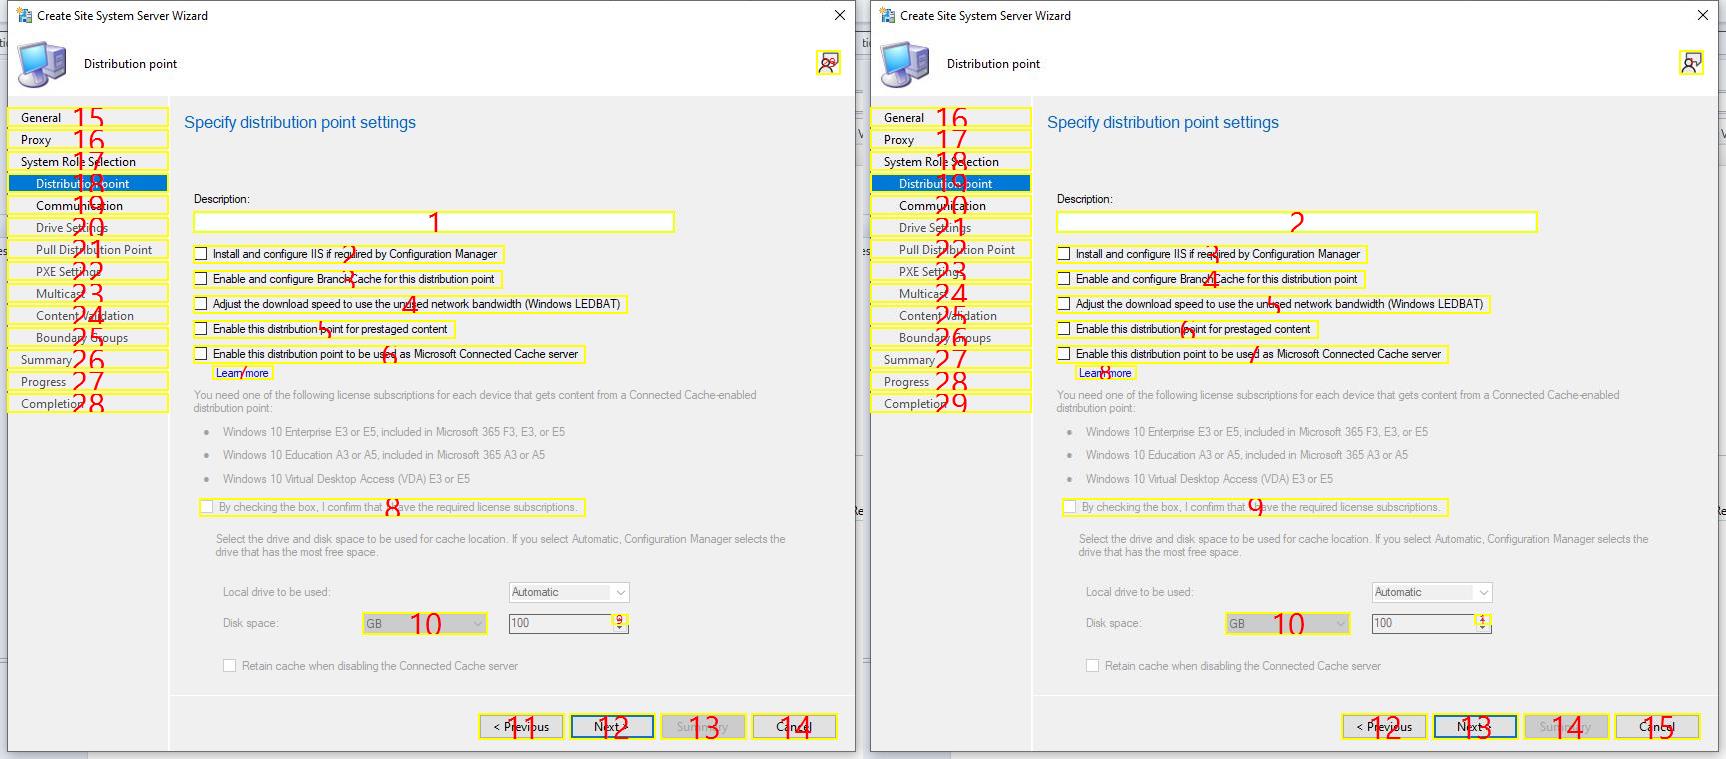 Create Site System Server Wizard
Distribution point
General 15
Proxy 16
System Role Selection 17
Distribution point 18
Communication 19
Drive Settings 20
Pull Distribution Point 21
PXE Settings 22
Multicast 23
Content Validation 24
Boundary Groups 25
Summary 26
Progress 27
Completion 28
Specify distribution point settings
Description:
1
Install and configure IIS if required by Configuration Manager 2
Enable and configure BranchCache for this distribution point 3
Adjust the download speed to use the unused network bandwidth (Windows LEDBAT) 4
Enable this distribution point for prestaged content 5
Enable this distribution point to be used as Microsoft Connected Cache server 6
Learn more 7
You need one of the following license subscriptions for each device that gets content from a Connected Cache-enabled
distribution point:
• Windows 10 Enterprise E3 or E5, included in Microsoft 365 F3, E3, or E5
• Windows 10 Education A3 or A5, included in Microsoft 365 A3 or A5
• Windows 10 Virtual Desktop Access (VDA) E3 or E5
By checking the box, I confirm that I have the required license subscriptions. 8
Select the drive and disk space to be used for cache location. If you select Automatic, Configuration Manager selects the
drive that has the most free space.
Local drive to be used: Automatic
Disk space: GB 10 100 9
Retain cache when disabling the Connected Cache server
< Previous 11 Next > 12 Summary 13 Cancel 14
Create Site System Server Wizard
Distribution point
General 16
Proxy 17
System Role Selection 18
Distribution point 19
Communication 20
Drive Settings 21
Pull Distribution Point 22
PXE Settings 23
Multicast 24
Content Validation 25
Boundary Groups 26
Summary 27
Progress 28
Completion 29
Specify distribution point settings
Description:
2
Install and configure IIS if required by Configuration Manager 3
Enable and configure BranchCache for this distribution point 4
Adjust the download speed to use the unused network bandwidth (Windows LEDBAT) 5
Enable this distribution point for prestaged content 6
Enable this distribution point to be used as Microsoft Connected Cache server 7
Learn more 8
You need one of the following license subscriptions for each device that gets content from a Connected Cache-enabled
distribution point:
• Windows 10 Enterprise E3 or E5, included in Microsoft 365 F3, E3, or E5
• Windows 10 Education A3 or A5, included in Microsoft 365 A3 or A5
• Windows 10 Virtual Desktop Access (VDA) E3 or E5
By checking the box, I confirm that I have the required license subscriptions. 9
Select the drive and disk space to be used for cache location. If you select Automatic, Configuration Manager selects the
drive that has the most free space.
Local drive to be used: Automatic
Disk space: GB 10 100
Retain cache when disabling the Connected Cache server
< Previous 12 Next > 13 Summary 14 Cancel 15